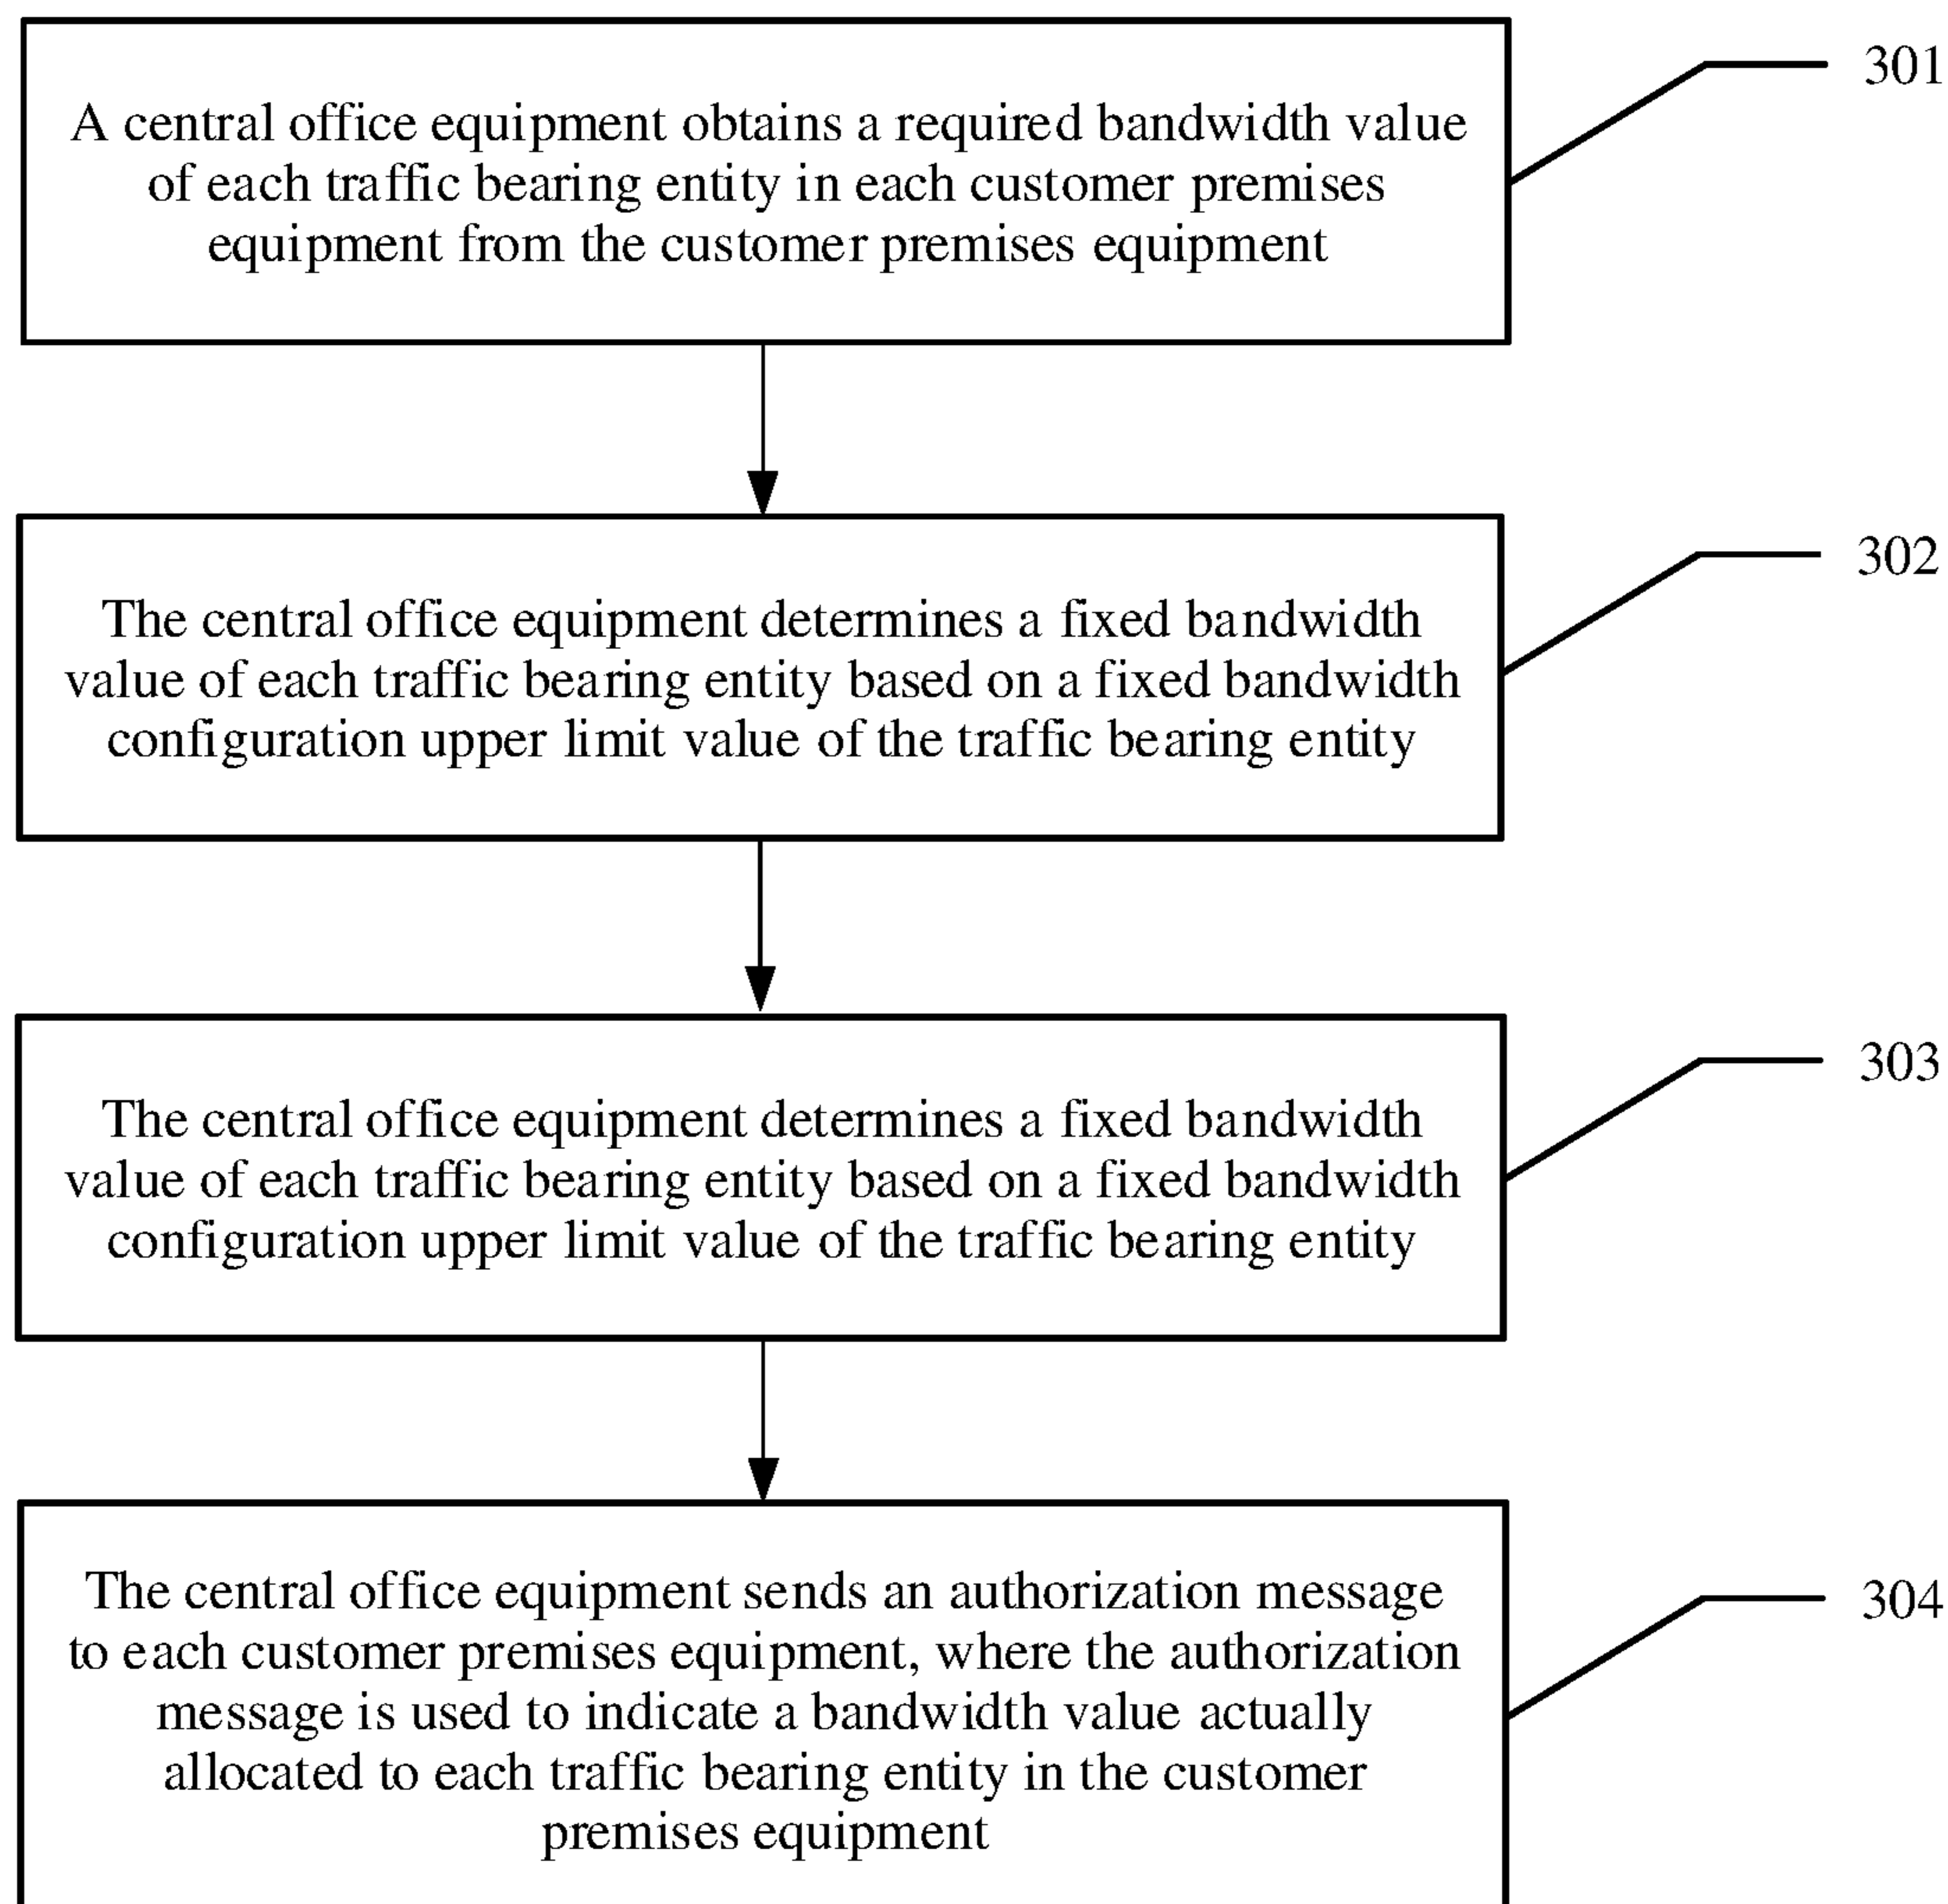 301
A central office equipment obtains a required bandwidth value
of each traffic bearing entity in each customer premises
equipment from the customer premises equipment
302
The central office equipment determines a fixed bandwidth
value of each traffic bearing entity based on a fixed bandwidth
configuration upper limit value of the traffic bearing entity
303
The central office equipment determines a fixed bandwidth
value of each traffic bearing entity based on a fixed bandwidth
configuration upper limit value of the traffic bearing entity
304
The central office equipment sends an authorization message
to each customer premises equipment, where the authorization
message is used to indicate a bandwidth value actually
allocated to each traffic bearing entity in the customer
premises equipment